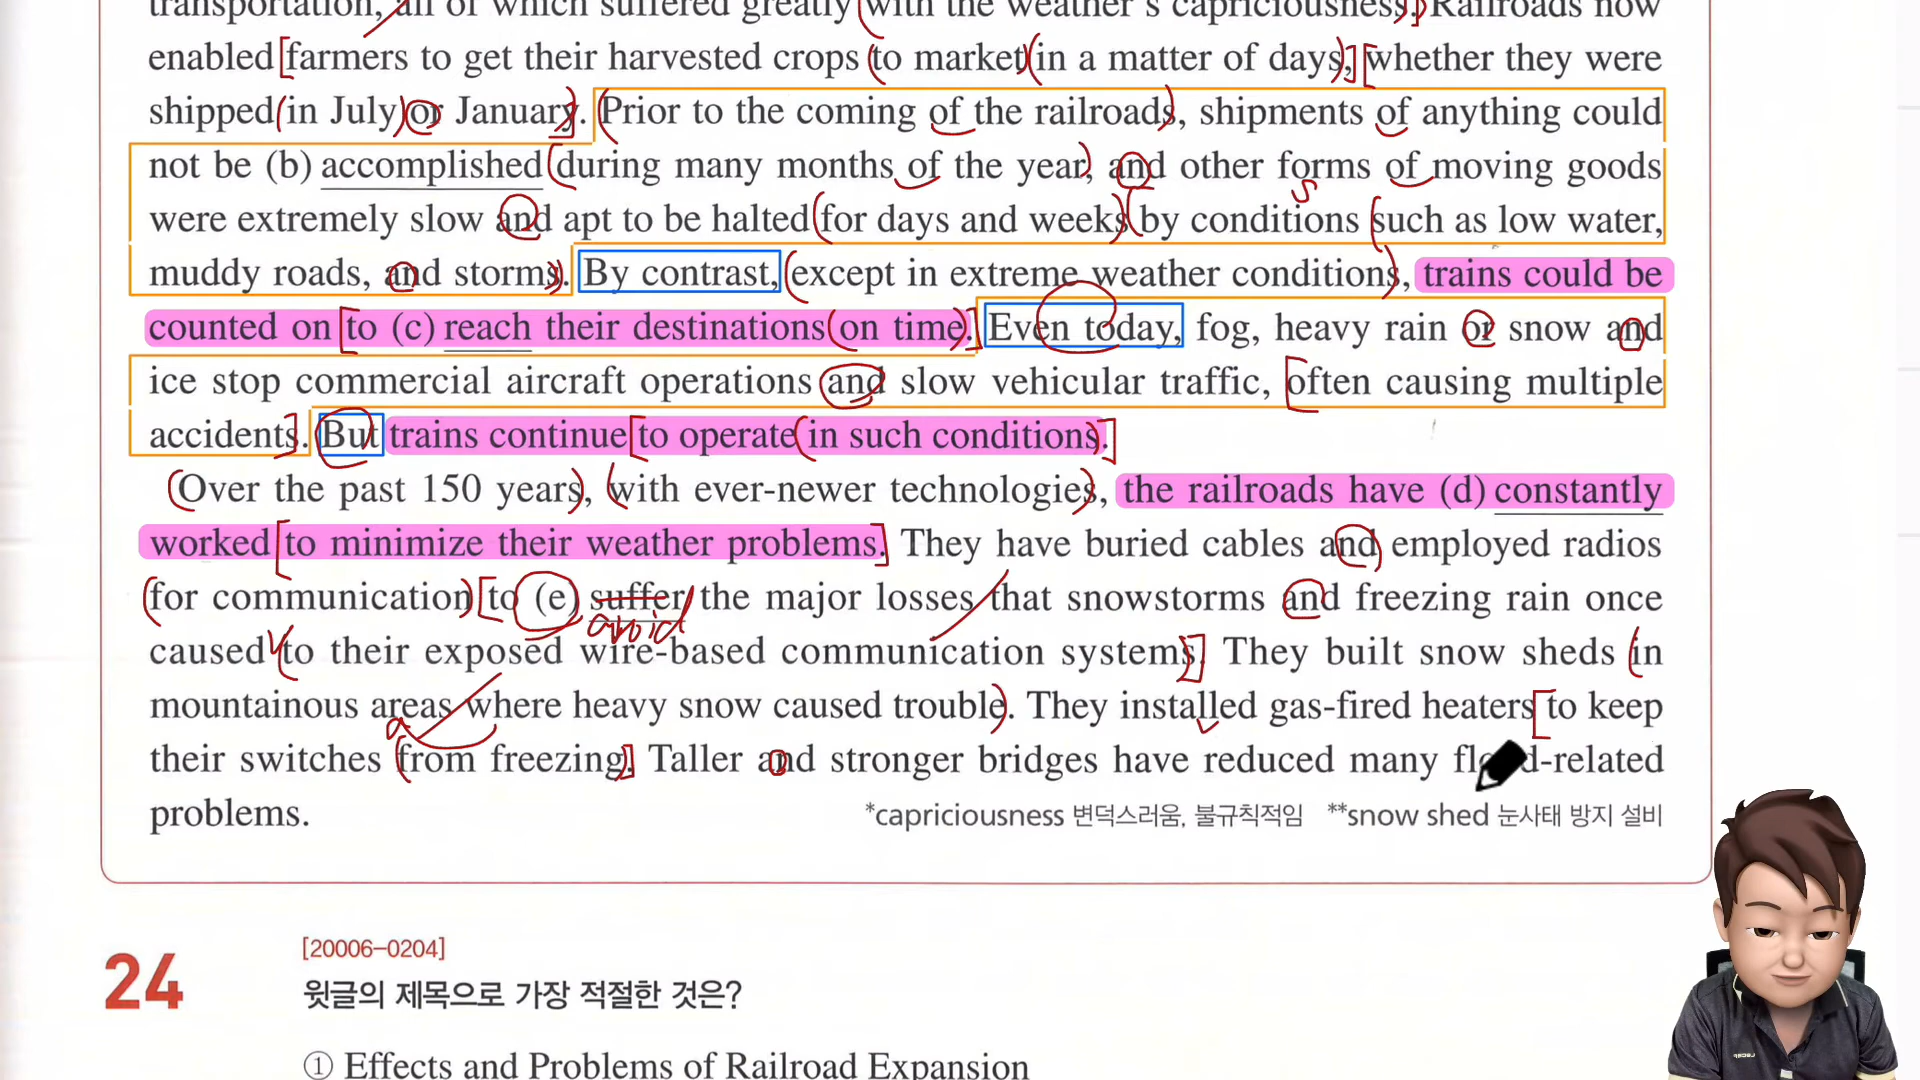 transportation, all of which suffered greatly with the weather's capriciousness. Railroads now
enabled farmers to get their harvested crops to market in a matter of days, whether they were
shipped in July or January. Prior to the coming of the railroads, shipments of anything could
not be (b) accomplished during many months of the year, and other forms of moving goods
were extremely slow and apt to be halted for days and weeks by conditions such as low water,
muddy roads, and storms. By contrast, except in extreme weather conditions, trains could be
counted on to (c) reach their destinations on time. Even today, fog, heavy rain or snow and
ice stop commercial aircraft operations and slow vehicular traffic, often causing multiple
accidents. But trains continue to operate in such conditions.
Over the past 150 years, with ever-newer technologies, the railroads have (d) constantly
worked to minimize their weather problems. They have buried cables and employed radios
for communication to (e) suffer the major losses that snowstorms and freezing rain once
avoid
caused to their exposed wire-based communication systems. They built snow sheds in
mountainous areas where heavy snow caused trouble. They installed gas-fired heaters to keep
their switches from freezing. Taller and stronger bridges have reduced many -related
problems.
*capriciousness 변덕스러움, 불규칙적임 **snow shed 눈사태 방지 설비
24
[20006-0204]
윗글의 제목으로 가장 적절한 것은?
① Effects and Problems of Railroad Expansion